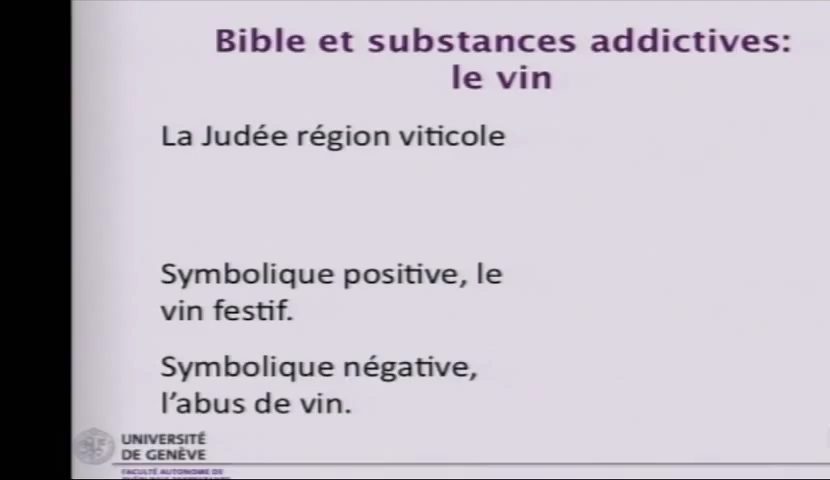 Bible et substances addictives:
le vin
La Judée région viticole
Symbolique positive, le
vin festif.
Symbolique négative,
l'abus de vin.
UNIVERSITÉ
DE GENÈVE
FACULTÉ AUTONOME DE